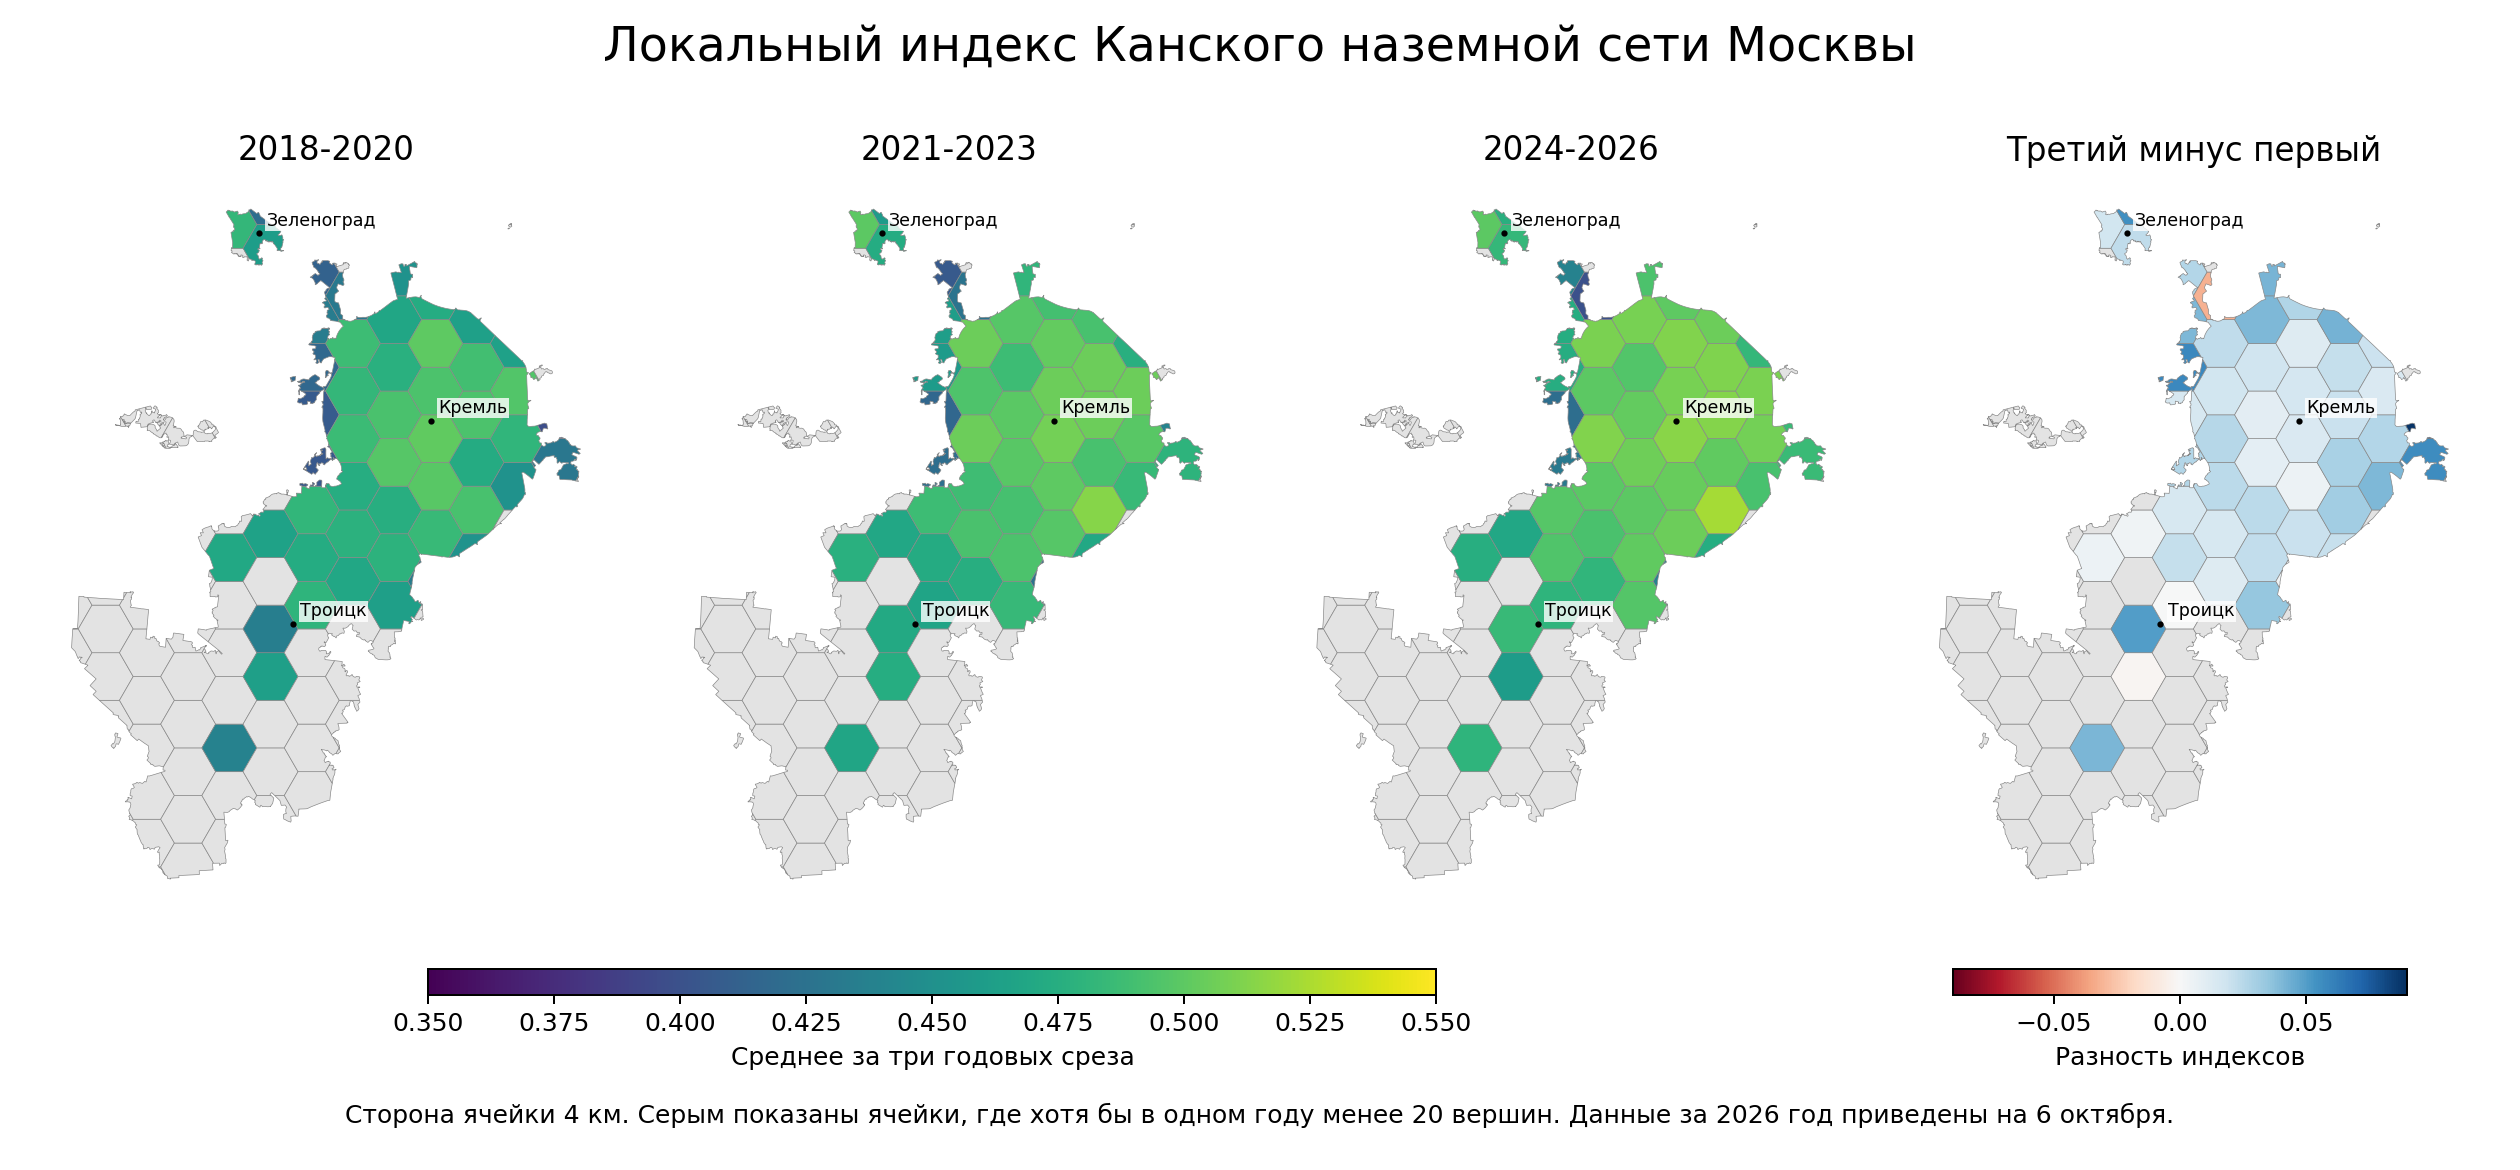 Локальный индекс Канского наземной сети Москвы
2018-2020
2021-2023
2024-2026
Третий минус первый
Зеленоград
Зеленоград
Зеленоград
Зеленоград
Кремль
Кремль
Кремль
Кремль
Троицк
Троицк
Троицк
Троицк
0.350 0.375 0.400 0.425 0.450 0.475 0.500 0.525 0.550
Среднее за три годовых среза
−0.05 0.00 0.05
Разность индексов
Сторона ячейки 4 км. Серым показаны ячейки, где хотя бы в одном году менее 20 вершин. Данные за 2026 год приведены на 6 октября.